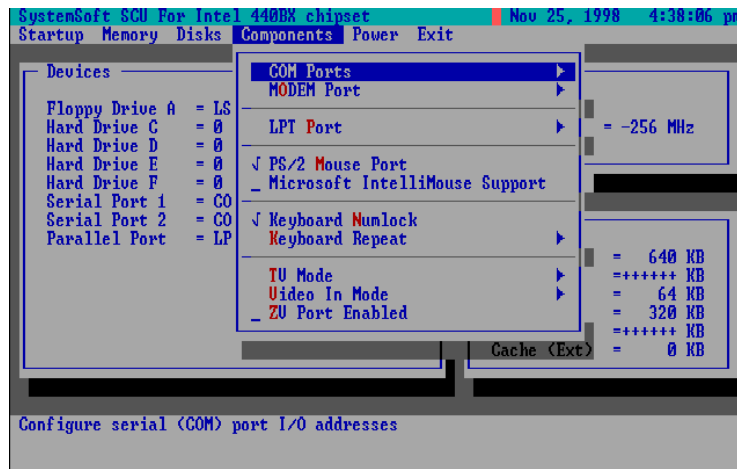 SystemSoft SCU For Intel 440BX chipset Nov 25, 1998 4:38:06 pm
Startup Memory Disks Components Power Exit
Devices
COM Ports
MODEM Port
Floppy Drive A = LS
Hard Drive C = 0
LPT Port
= -256 MHz
Hard Drive D = 0
Hard Drive E = 0
√ PS/2 Mouse Port
Hard Drive F = 0
_ Microsoft IntelliMouse Support
Serial Port 1 = CO
Serial Port 2 = CO
√ Keyboard Numlock
Parallel Port = LP
Keyboard Repeat
= 640 KB
TV Mode
=++++++ KB
Video In Mode
= 64 KB
_ ZV Port Enabled
= 320 KB
=++++++ KB
Cache (Ext) = 0 KB
Configure serial (COM) port I/O addresses